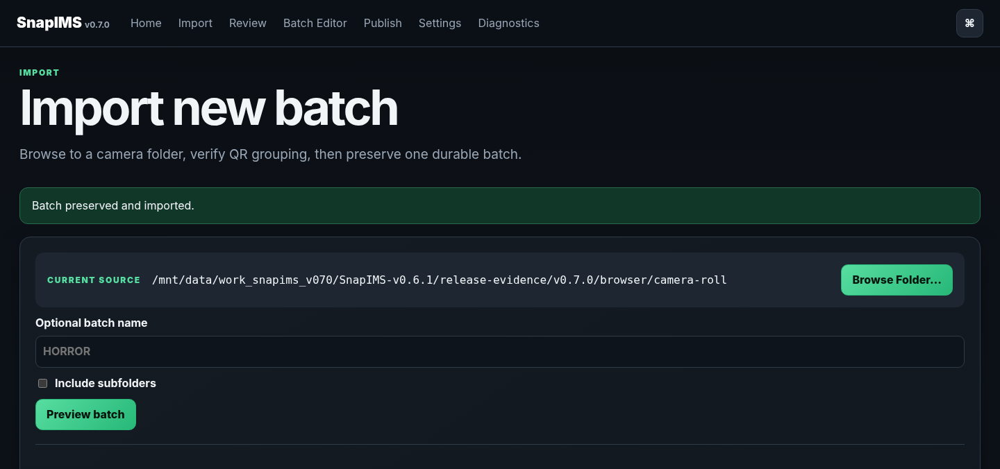 SnapIMS v0.7.0 Home Import Review Batch Editor Publish Settings Diagnostics ⌘
IMPORT
Import new batch
Browse to a camera folder, verify QR grouping, then preserve one durable batch.
Batch preserved and imported.
CURRENT SOURCE /mnt/data/work_snapims_v070/SnapIMS-v0.6.1/release-evidence/v0.7.0/browser/camera-roll Browse Folder...
Optional batch name
HORROR
Include subfolders
Preview batch